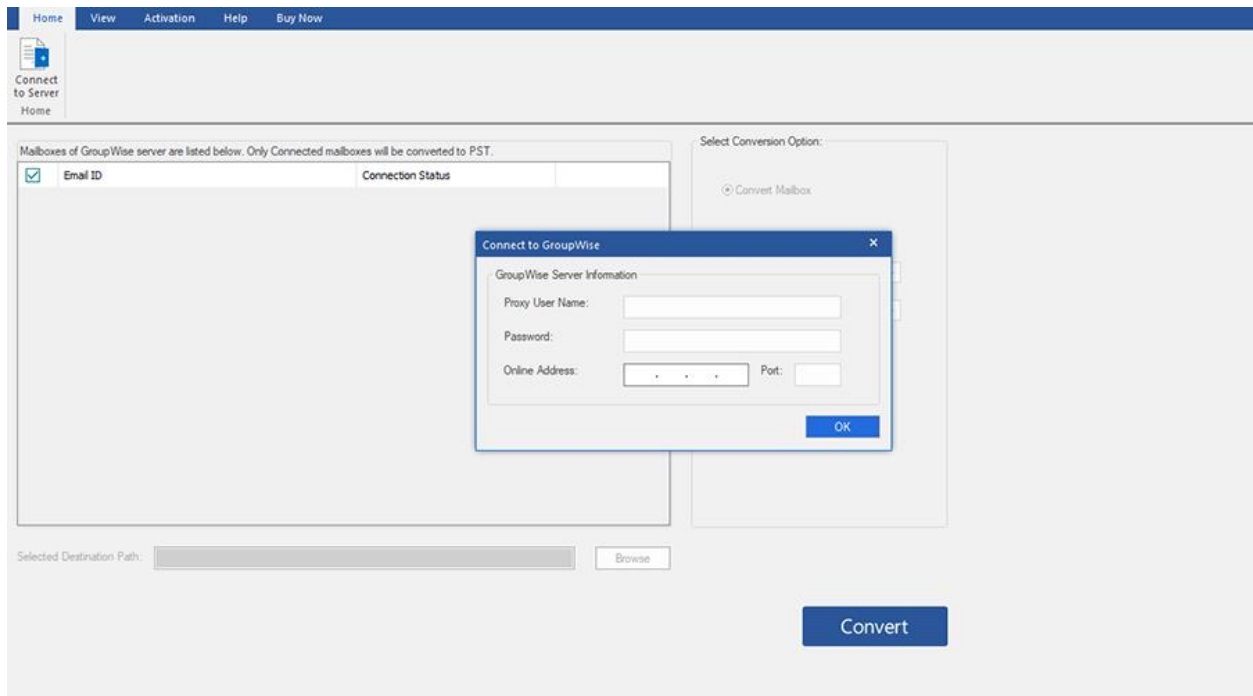 Home View Activation Help Buy Now
Connect
to Server
Home
Mailboxes of GroupWise server are listed below. Only Connected mailboxes will be converted to PST.
Email ID Connection Status
Select Conversion Option:
Convert Mailbox
Connect to GroupWise
GroupWise Server Information
Proxy User Name:
Password:
Online Address: . . . Port:
OK
Selected Destination Path: Browse
Convert